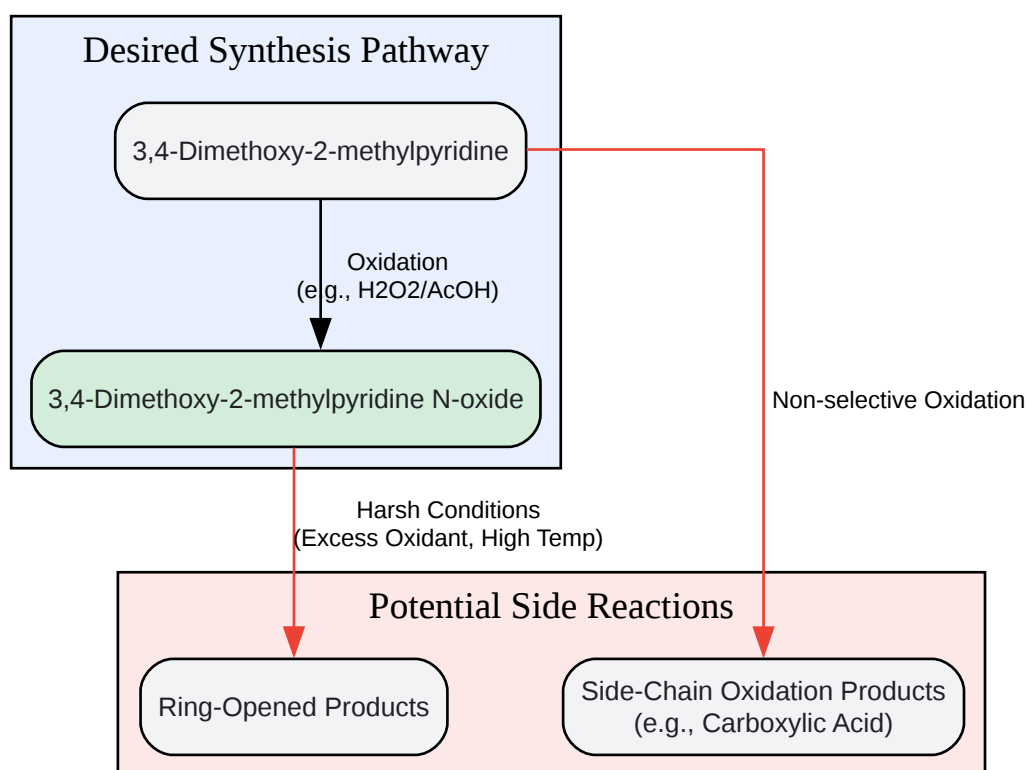 Desired Synthesis Pathway
3,4-Dimethoxy-2-methylpyridine
Oxidation
(e.g., H2O2/AcOH)
3,4-Dimethoxy-2-methylpyridine N-oxide
Non-selective Oxidation
Harsh Conditions
(Excess Oxidant, High Temp)
Potential Side Reactions
Ring-Opened Products
Side-Chain Oxidation Products
(e.g., Carboxylic Acid)